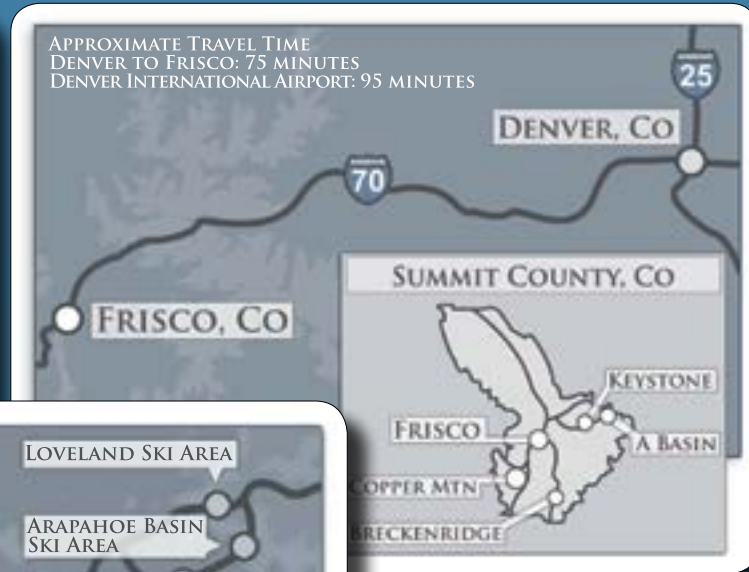 Approximate Travel Time
Denver to Frisco: 75 minutes
Denver International Airport: 95 minutes
25
Denver, Co
70
Frisco, Co
Summit County, Co
Keystone
Frisco
A Basin
Copper Mtn
Breckenridge
Loveland Ski Area
Arapahoe Basin
Ski Area